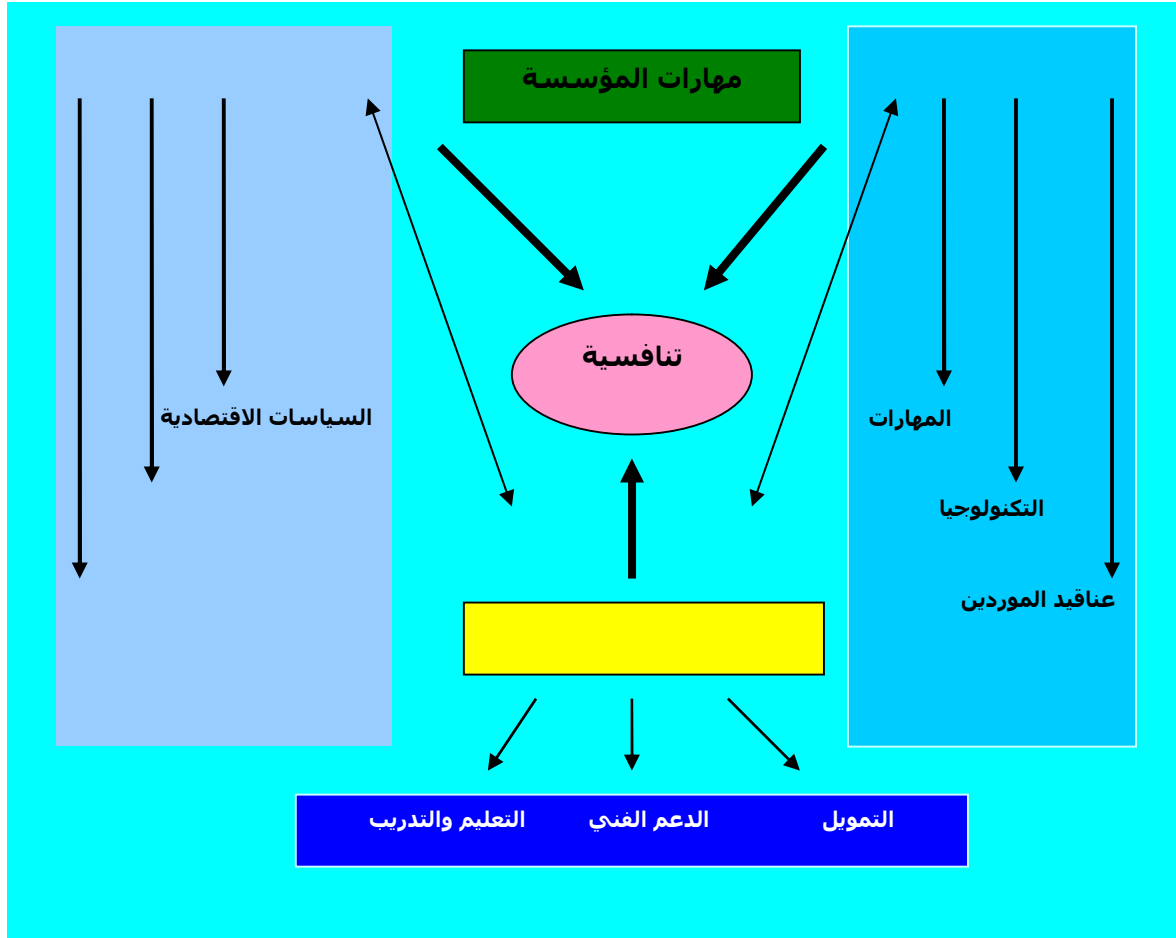 مهارات المؤسسة
تنافسية
المهارات
السياسات الاقتصادية
التكنولوجيا
عناقيد الموردين
التمويل
الدعم الفني
التعليم والتدريب